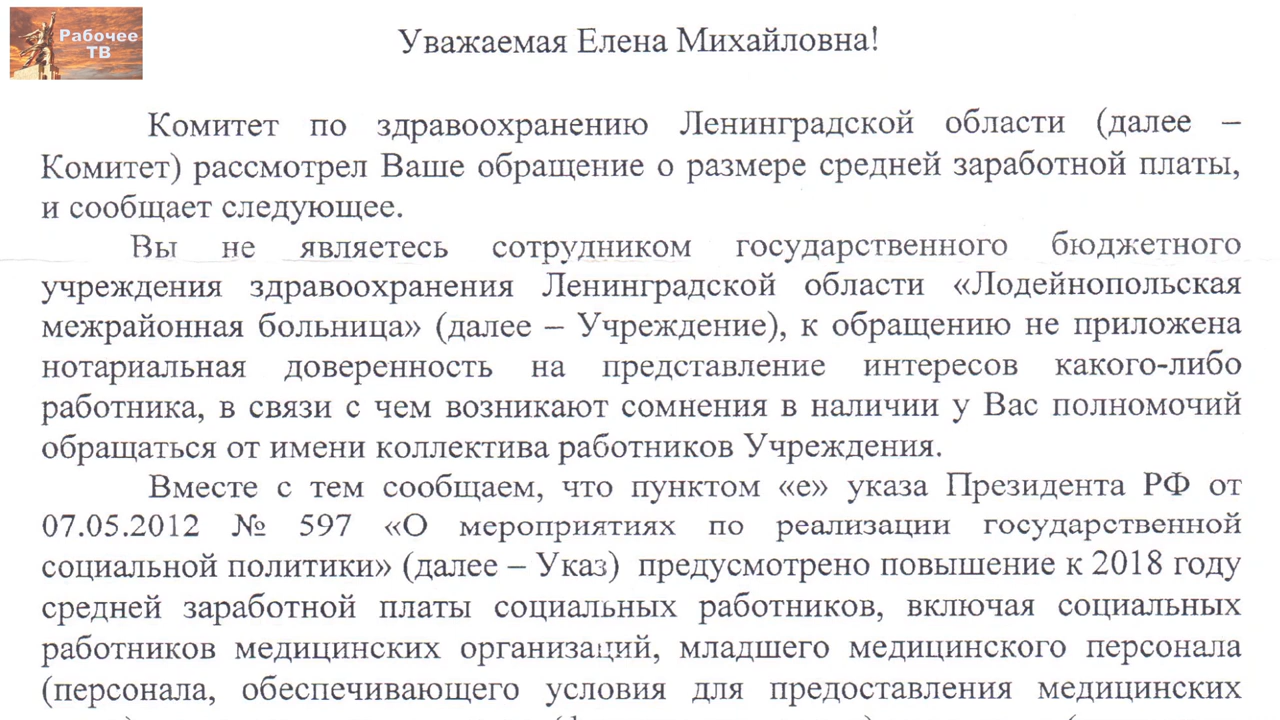 Рабочее
ТВ
Уважаемая Елена Михайловна!
Комитет по здравоохранению Ленинградской области (далее –
Комитет) рассмотрел Ваше обращение о размере средней заработной платы,
и сообщает следующее.
Вы не являетесь сотрудником государственного бюджетного
учреждения здравоохранения Ленинградской области «Лодейнопольская
межрайонная больница» (далее – Учреждение), к обращению не приложена
нотариальная доверенность на представление интересов какого-либо
работника, в связи с чем возникают сомнения в наличии у Вас полномочий
обращаться от имени коллектива работников Учреждения.
Вместе с тем сообщаем, что пунктом «е» указа Президента РФ от
07.05.2012 № 597 «О мероприятиях по реализации государственной
социальной политики» (далее – Указ) предусмотрено повышение к 2018 году
средней заработной платы социальных работников, включая социальных
работников медицинских организаций, младшего медицинского персонала
(персонала, обеспечивающего условия для предоставления медицинских